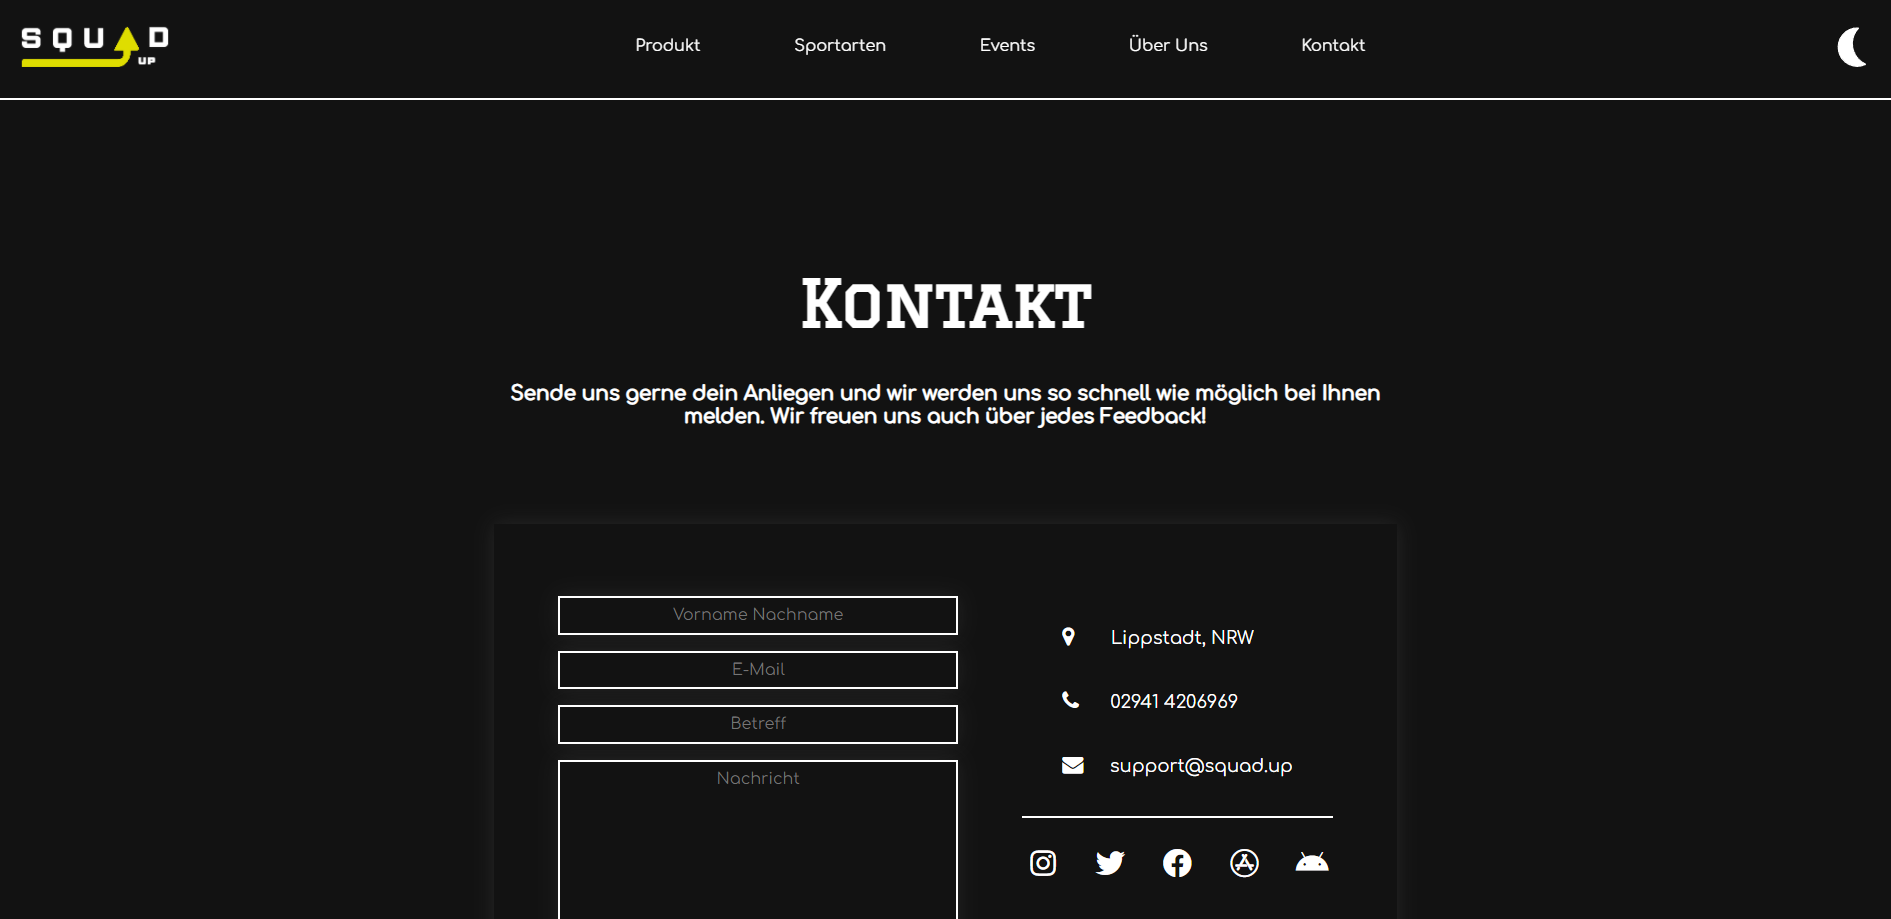 SQUAD
UP
Produkt
Sportarten
Events
Über Uns
Kontakt
Kontakt
Sende uns gerne dein Anliegen und wir werden uns so schnell wie möglich bei Ihnen
melden. Wir freuen uns auch über jedes Feedback!
Vorname Nachname
E-Mail
Betreff
Nachricht
Lippstadt, NRW
02941 4206969
support@squad.up